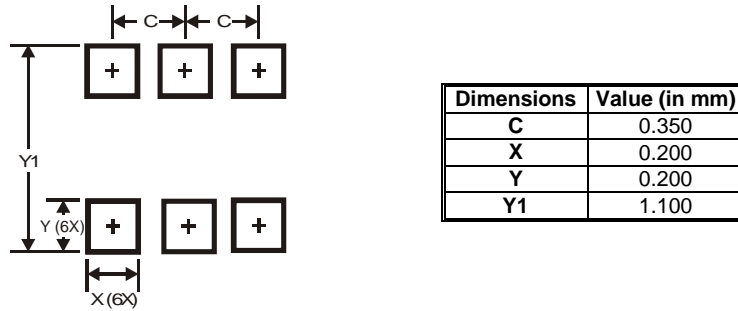 C C
Y1
Y (6X)
X (6X)
Dimensions Value (in mm)
C 0.350
X 0.200
Y 0.200
Y1 1.100